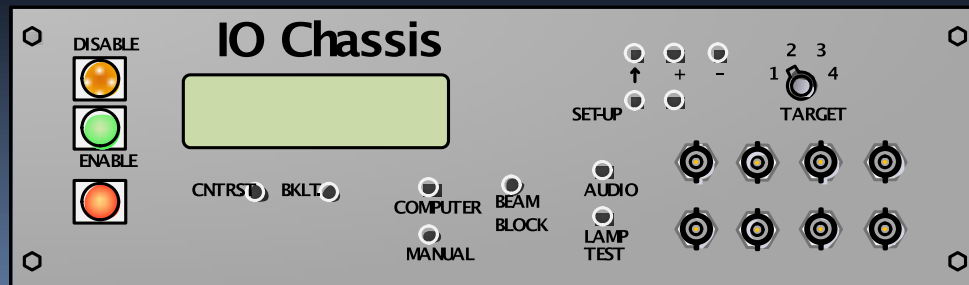 IO Chassis
DISABLE
ENABLE
CNTRST
BKLT.
COMPUTER
MANUAL
BEAM
BLOCK
↑ + -
SET-UP
AUDIO
LAMP
TEST
1 2 3 4
TARGET